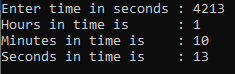 Enter time in seconds : 4213
Hours in time is      : 1
Minutes in time is    : 10
Seconds in time is    : 13